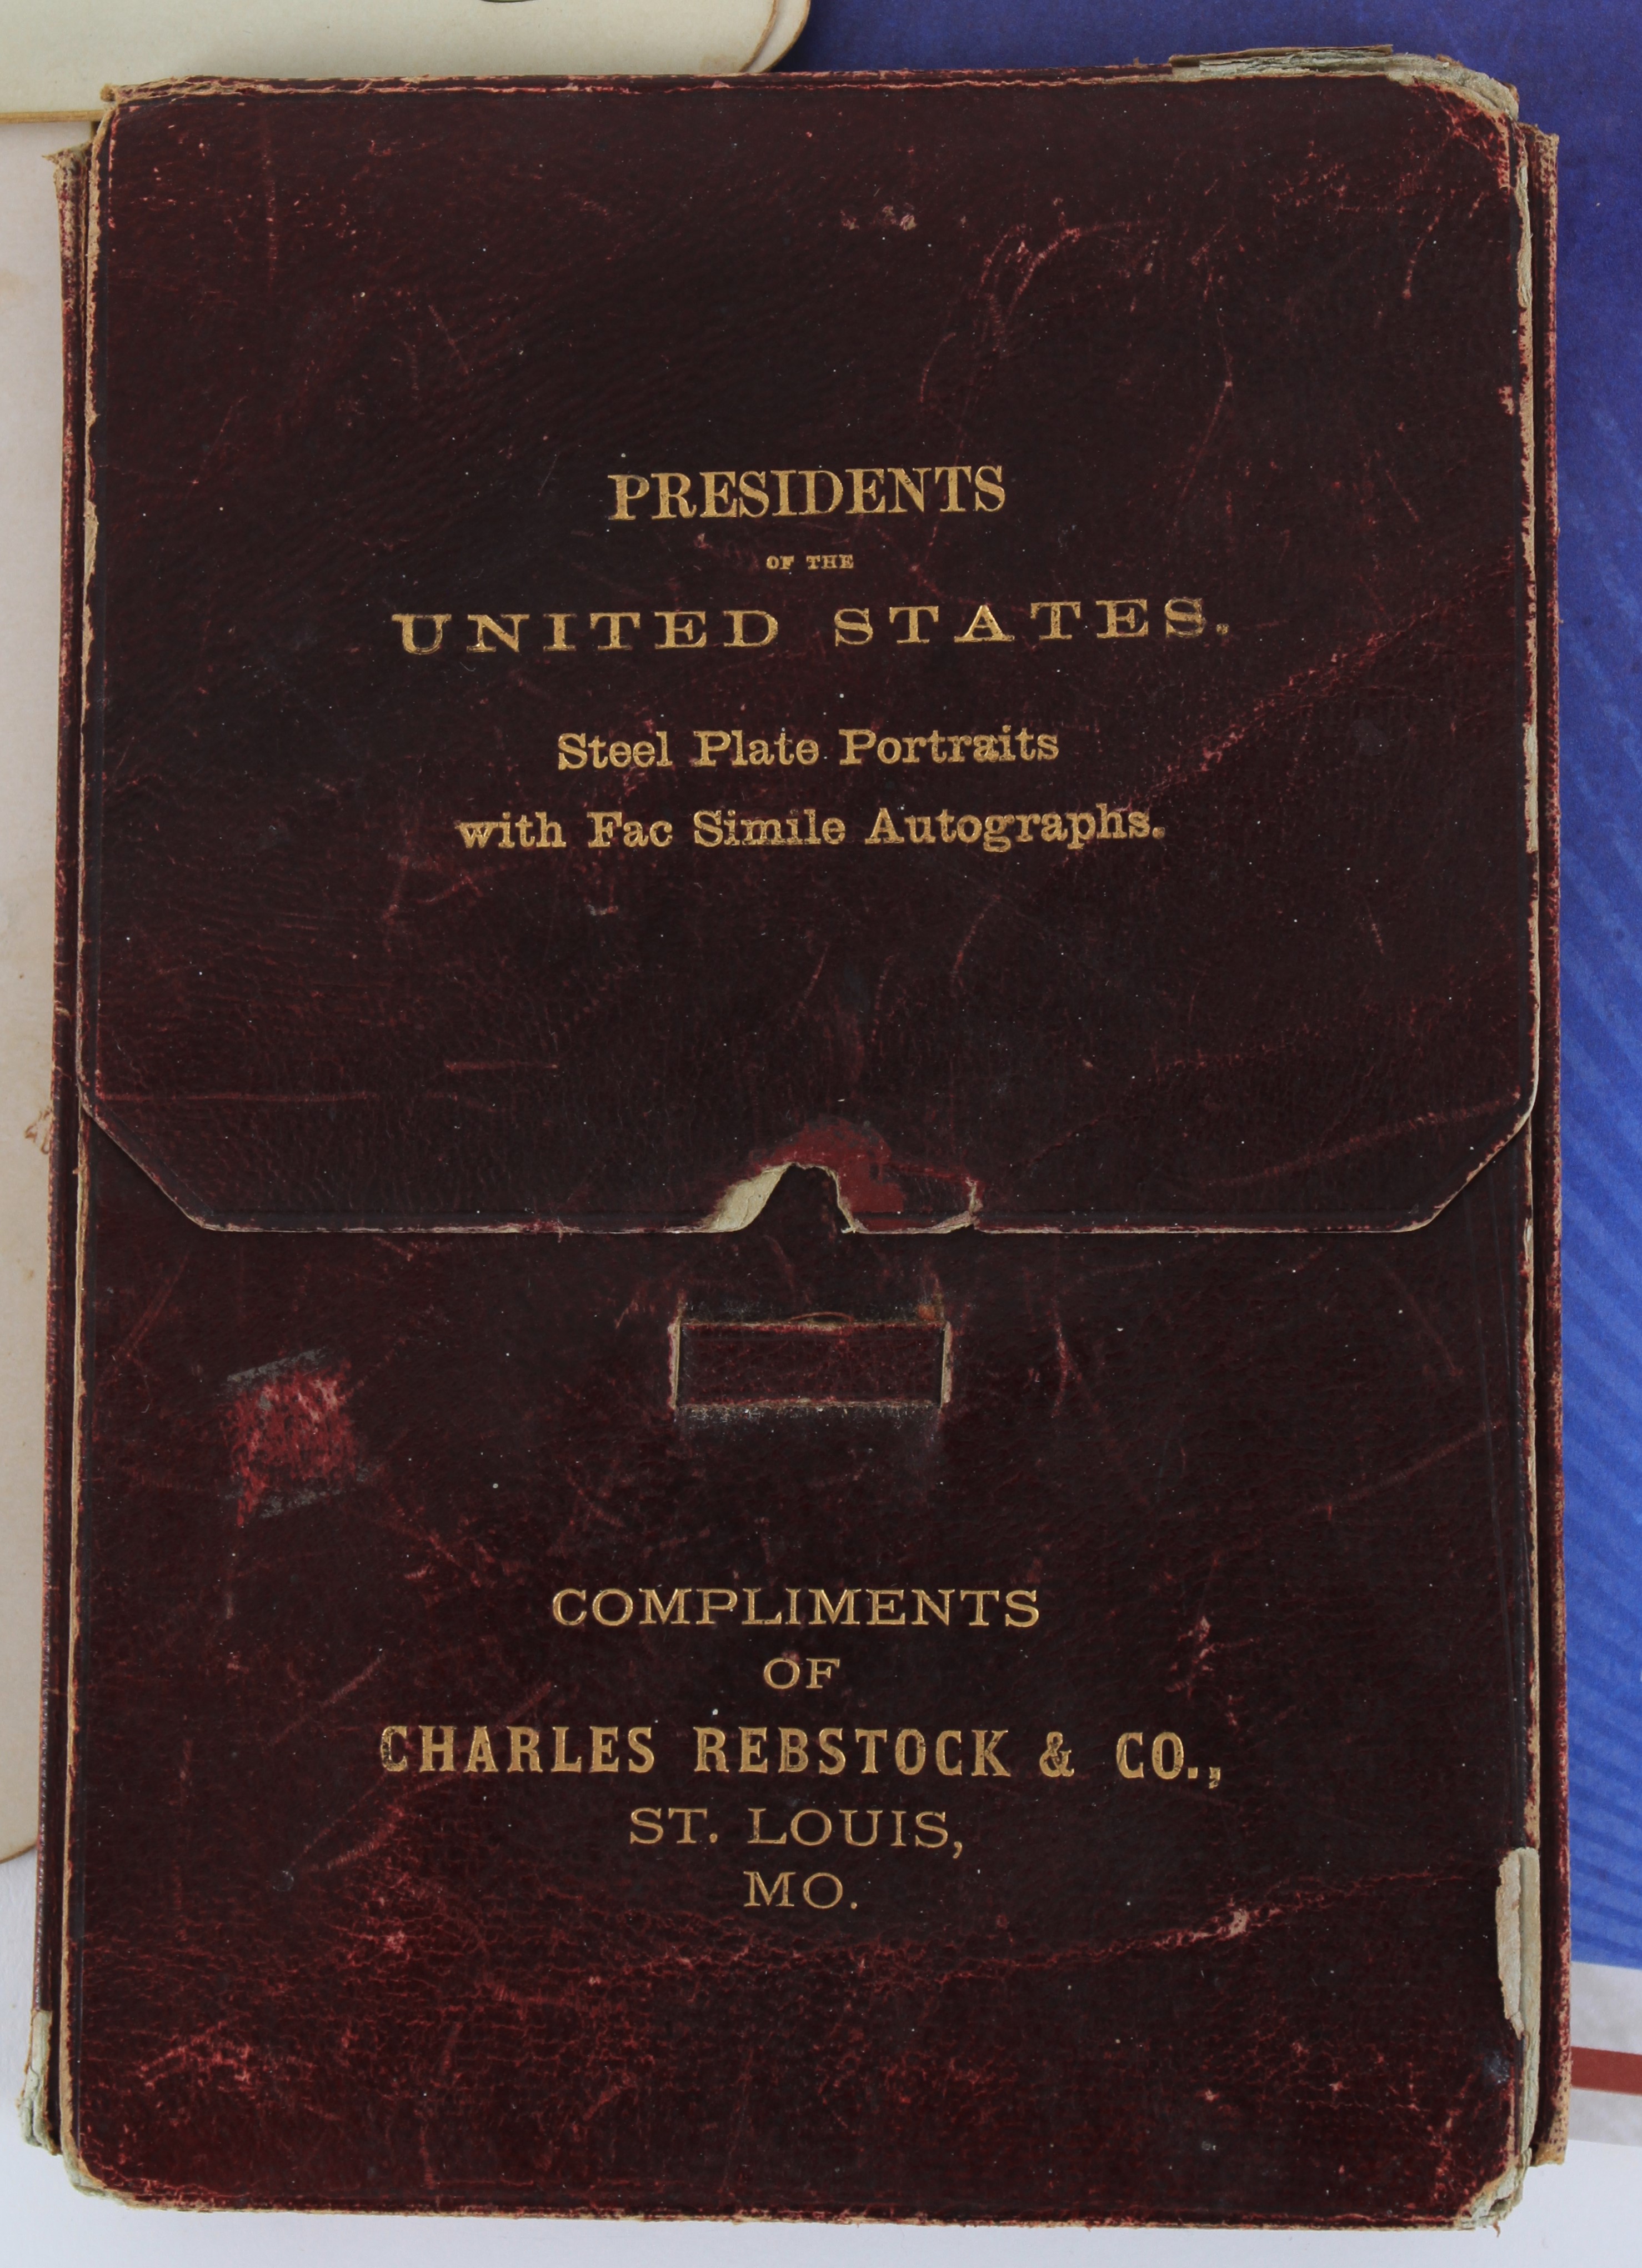 PRESIDENTS
OF THE
UNITED STATES.
Steel Plate Portraits
with Fac Simile Autographs.
COMPLIMENTS
OF
CHARLES REBSTOCK & CO.,
ST. LOUIS,
MO.